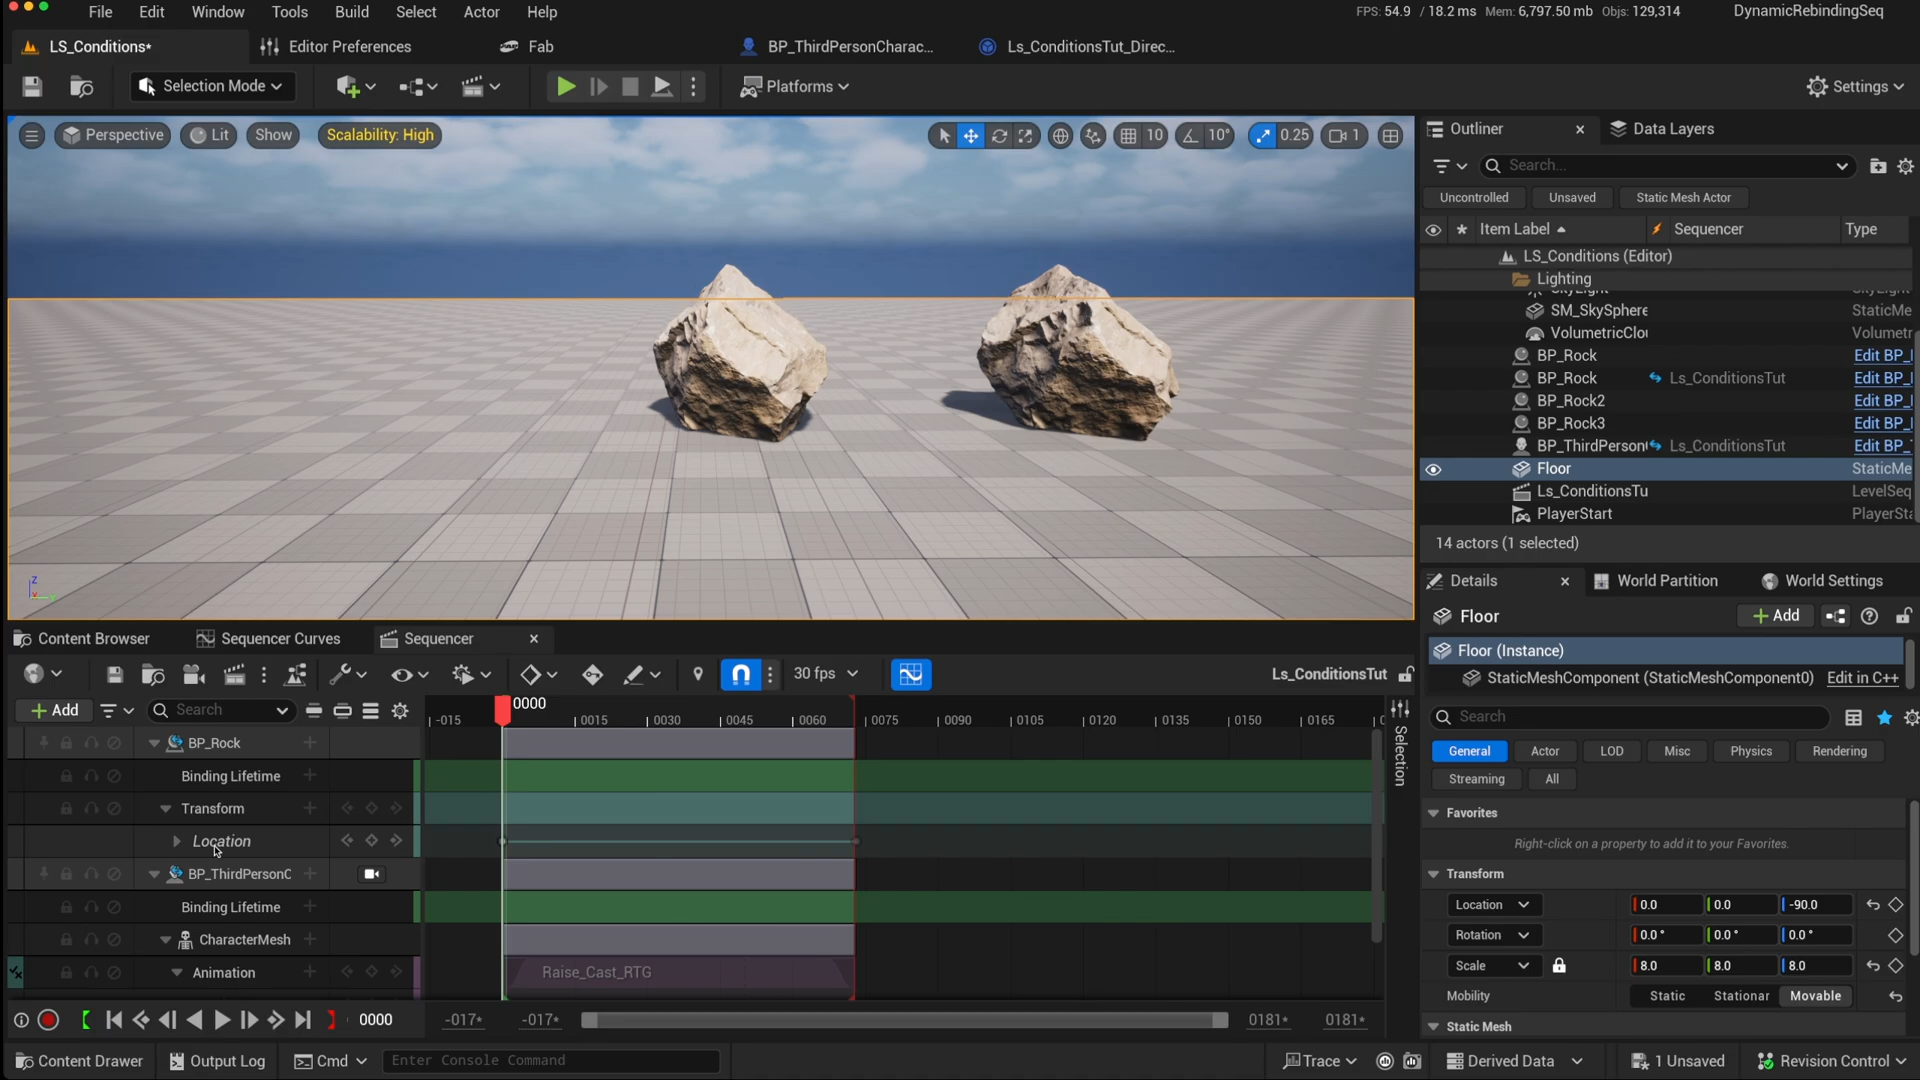 File Edit Window Tools Build Select Actor Help
FPS: 54.9 / 18.2 ms Mem: 6,797.50 mb Objs: 129,314
DynamicRebindingSeq
LS_Conditions*
Editor Preferences
Fab
BP_ThirdPersonCharac...
Ls_ConditionsTut_Direc...
Selection Mode
Platforms
Settings
Perspective
Lit
Show
Scalability: High
10
10°
0.25
1
Z
Y
Outliner
Data Layers
Search...
Uncontrolled
Unsaved
Static Mesh Actor
Item Label
Sequencer
Type
LS_Conditions (Editor)
Lighting
SM_SkySphere StaticMe
VolumetricClou Volumetr
BP_Rock Edit BP_
BP_Rock Ls_ConditionsTut Edit BP_
BP_Rock2 Edit BP_
BP_Rock3 Edit BP_
BP_ThirdPerson Ls_ConditionsTut Edit BP_
Floor StaticMe
Ls_ConditionsTu LevelSeq
PlayerStart PlayerSta
14 actors (1 selected)
Details
World Partition
World Settings
Floor
Add
Floor (Instance)
StaticMeshComponent (StaticMeshComponent0) Edit in C++
Search
General Actor LOD Misc Physics Rendering
Streaming All
Favorites
Right-click on a property to add it to your Favorites.
Transform
Location 0.0 0.0 -90.0
Rotation 0.0° 0.0° 0.0°
Scale 8.0 8.0 8.0
Mobility Static Stationar Movable
Static Mesh
Content Browser
Sequencer Curves
Sequencer
30 fps
Ls_ConditionsTut
Add
Search
0000
-015 0015 0030 0045 0060 0075 0090 0105 0120 0135 0150 0165
Selection
BP_Rock
Binding Lifetime
Transform
Location
BP_ThirdPersonC
Binding Lifetime
CharacterMesh
Animation
Raise_Cast_RTG
0000
-017* -017* 0181* 0181*
Content Drawer
Output Log
Cmd
Enter Console Command
Trace
Derived Data
1 Unsaved
Revision Control